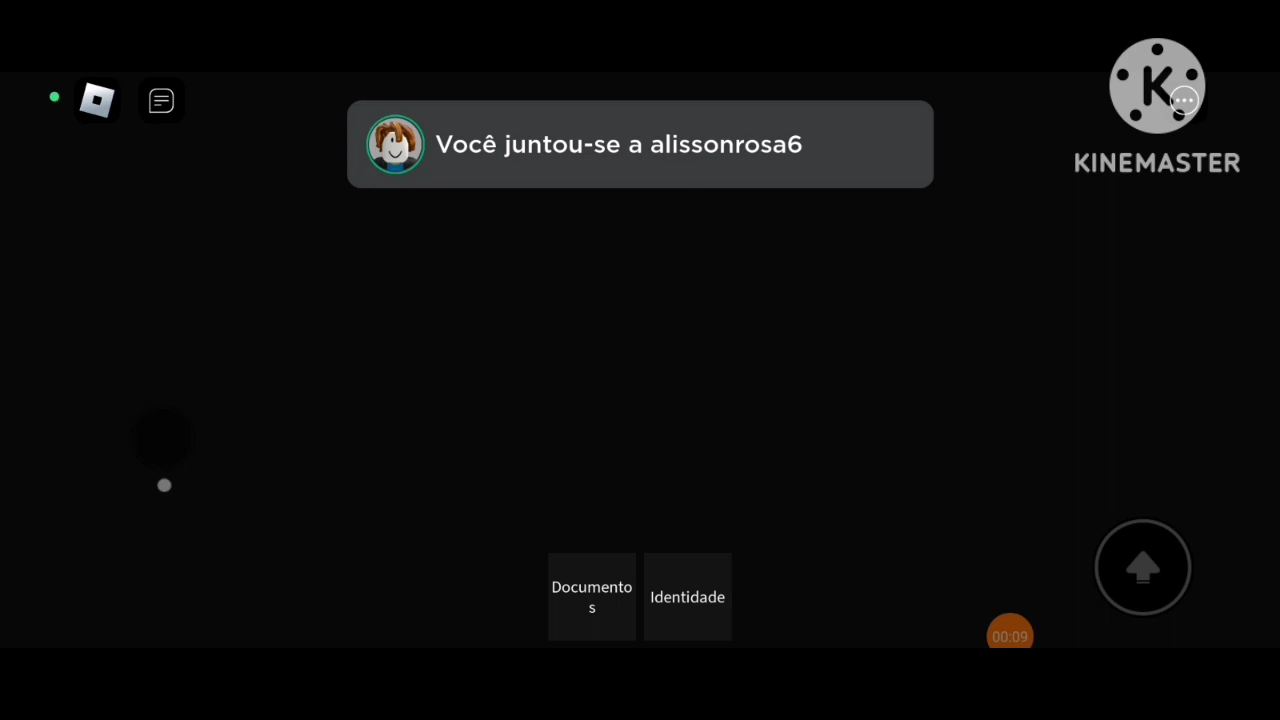 Você juntou-se a alissonrosa6
K
KINEMASTER
Documento
s
Identidade
00:09